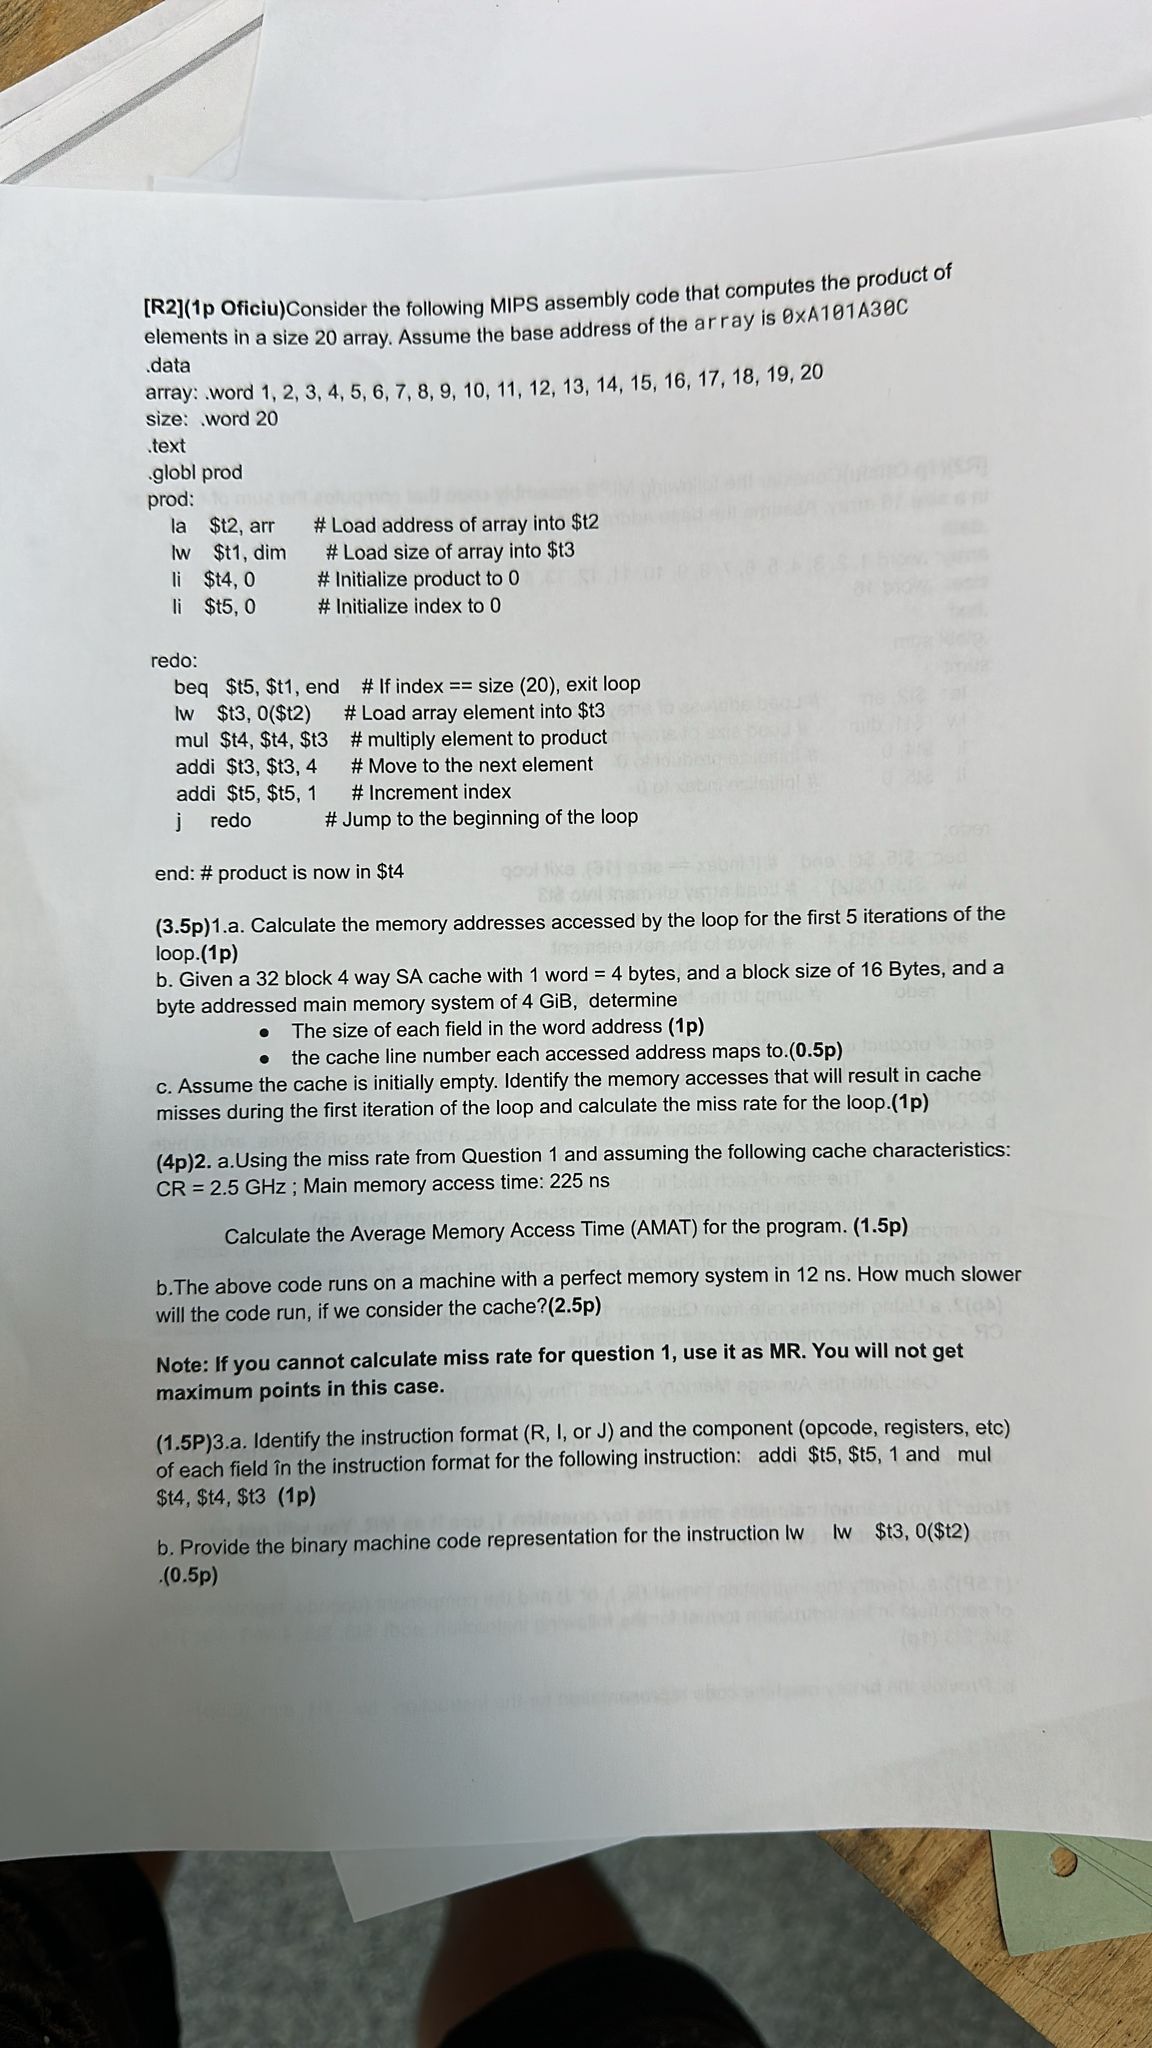 [R2](1p Oficiu)Consider the following MIPS assembly code that computes the product of
elements in a size 20 array. Assume the base address of the array is 0xA101A30C
.data
array: .word 1, 2, 3, 4, 5, 6, 7, 8, 9, 10, 11, 12, 13, 14, 15, 16, 17, 18, 19, 20
size: .word 20
.text
.globl prod
prod:
la $t2, arr # Load address of array into $t2
lw $t1, dim # Load size of array into $t3
li $t4, 0 # Initialize product to 0
li $t5, 0 # Initialize index to 0
redo:
beq $t5, $t1, end # If index == size (20), exit loop
lw $t3, 0($t2) # Load array element into $t3
mul $t4, $t4, $t3 # multiply element to product
addi $t3, $t3, 4 # Move to the next element
addi $t5, $t5, 1 # Increment index
j redo # Jump to the beginning of the loop
end: # product is now in $t4
(3.5p)1.a. Calculate the memory addresses accessed by the loop for the first 5 iterations of the
loop.(1p)
b. Given a 32 block 4 way SA cache with 1 word = 4 bytes, and a block size of 16 Bytes, and a
byte addressed main memory system of 4 GiB, determine
• The size of each field in the word address (1p)
• the cache line number each accessed address maps to.(0.5p)
c. Assume the cache is initially empty. Identify the memory accesses that will result in cache
misses during the first iteration of the loop and calculate the miss rate for the loop.(1p)
(4p)2. a.Using the miss rate from Question 1 and assuming the following cache characteristics:
CR = 2.5 GHz ; Main memory access time: 225 ns
Calculate the Average Memory Access Time (AMAT) for the program. (1.5p)
b.The above code runs on a machine with a perfect memory system in 12 ns. How much slower
will the code run, if we consider the cache?(2.5p)
Note: If you cannot calculate miss rate for question 1, use it as MR. You will not get
maximum points in this case.
(1.5P)3.a. Identify the instruction format (R, I, or J) and the component (opcode, registers, etc)
of each field în the instruction format for the following instruction: addi $t5, $t5, 1 and mul
$t4, $t4, $t3 (1p)
b. Provide the binary machine code representation for the instruction lw lw $t3, 0($t2)
.(0.5p)